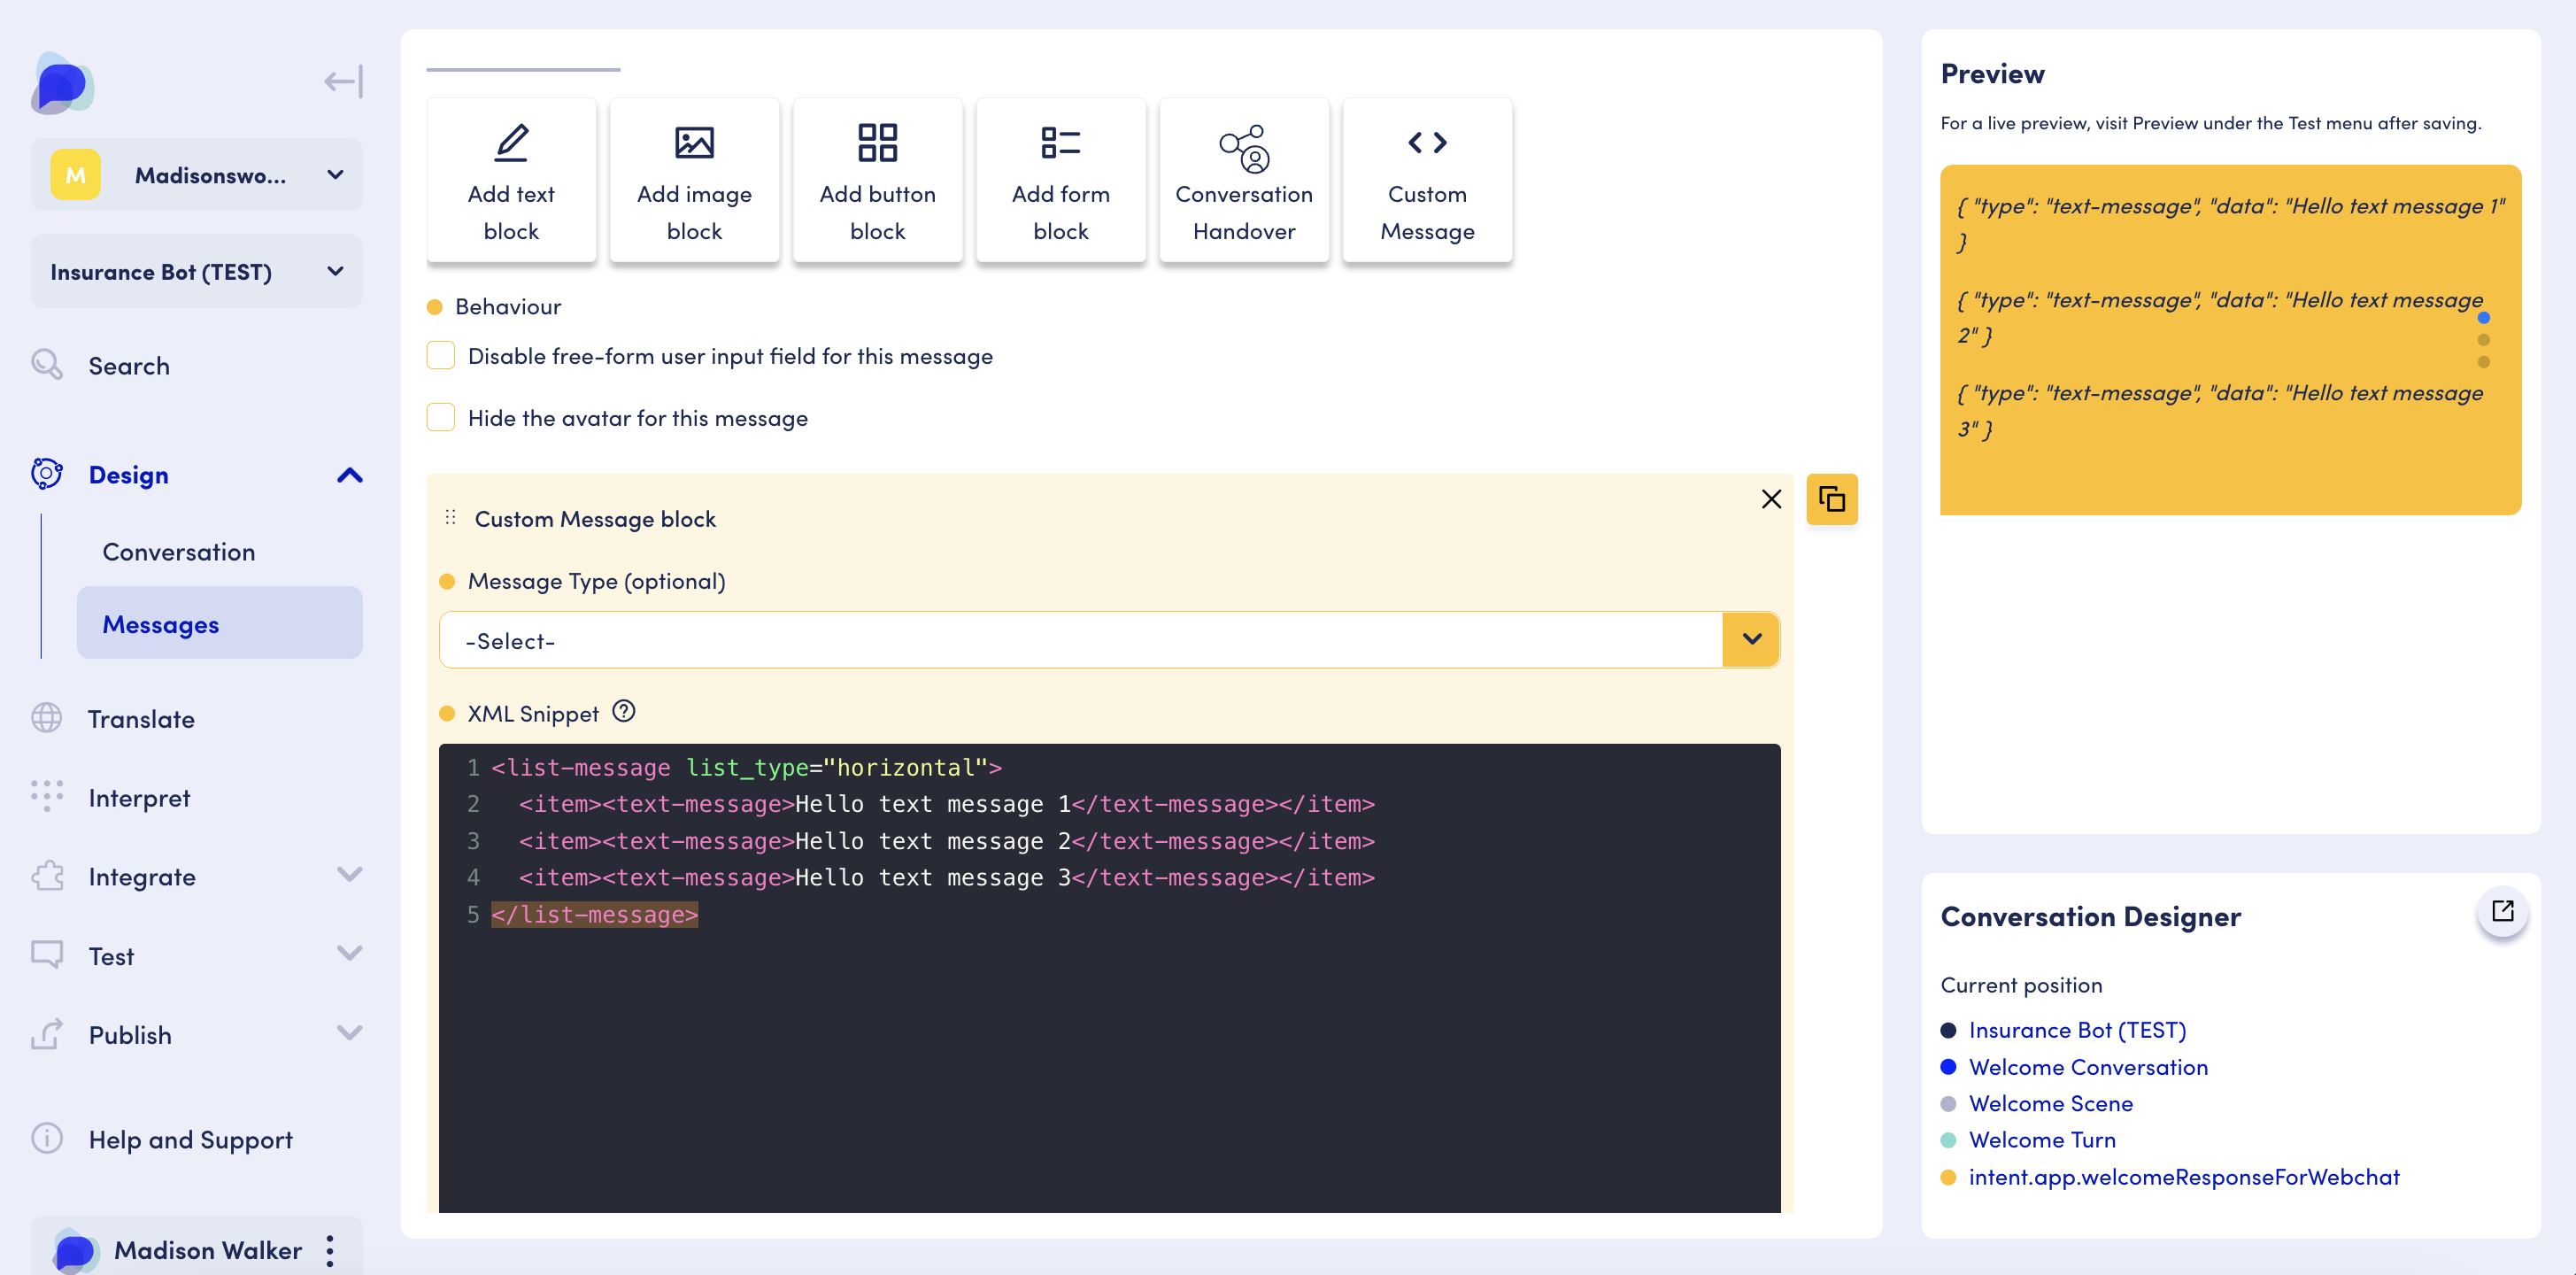 M
Madisonswo...
Insurance Bot (TEST)
Search
Design
Conversation
Messages
Translate
Interpret
Integrate
Test
Publish
Help and Support
Madison Walker
Add text
block
Add image
block
Add button
block
Add form
block
Conversation
Handover
Custom
Message
Behaviour
Disable free-form user input field for this message
Hide the avatar for this message
Custom Message block
Message Type (optional)
-Select-
XML Snippet
1 <list-message list_type="horizontal">
2 <item><text-message>Hello text message 1</text-message></item>
3 <item><text-message>Hello text message 2</text-message></item>
4 <item><text-message>Hello text message 3</text-message></item>
5 </list-message>
Preview
For a live preview, visit Preview under the Test menu after saving.
{ "type": "text-message", "data": "Hello text message 1"
}
{ "type": "text-message", "data": "Hello text message
2" }
{ "type": "text-message", "data": "Hello text message
3" }
Conversation Designer
Current position
Insurance Bot (TEST)
Welcome Conversation
Welcome Scene
Welcome Turn
intent.app.welcomeResponseForWebchat